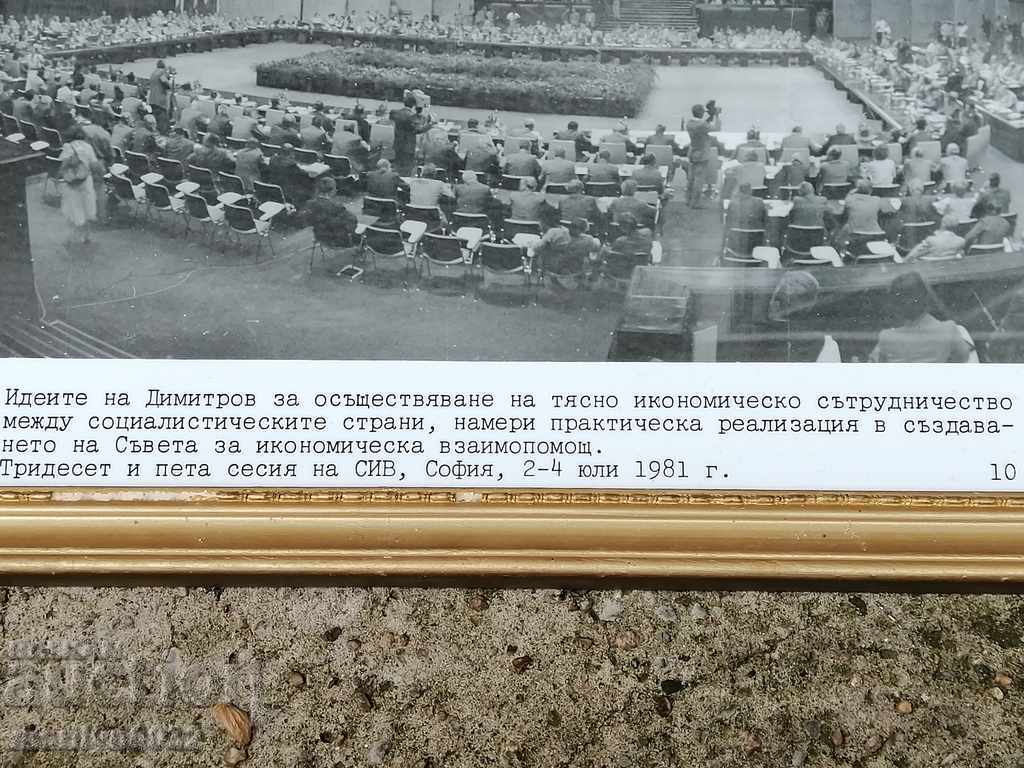 Идеите на Димитров за осъществяване на тясно икономическо сътрудничество
между социалистическите страни, намери практическа реализация в създава-
нето на Съвета за икономическа взаимопомощ.
Тридесет и пета сесия на СИВ, София, 2-4 юли 1981 г. 10
auction